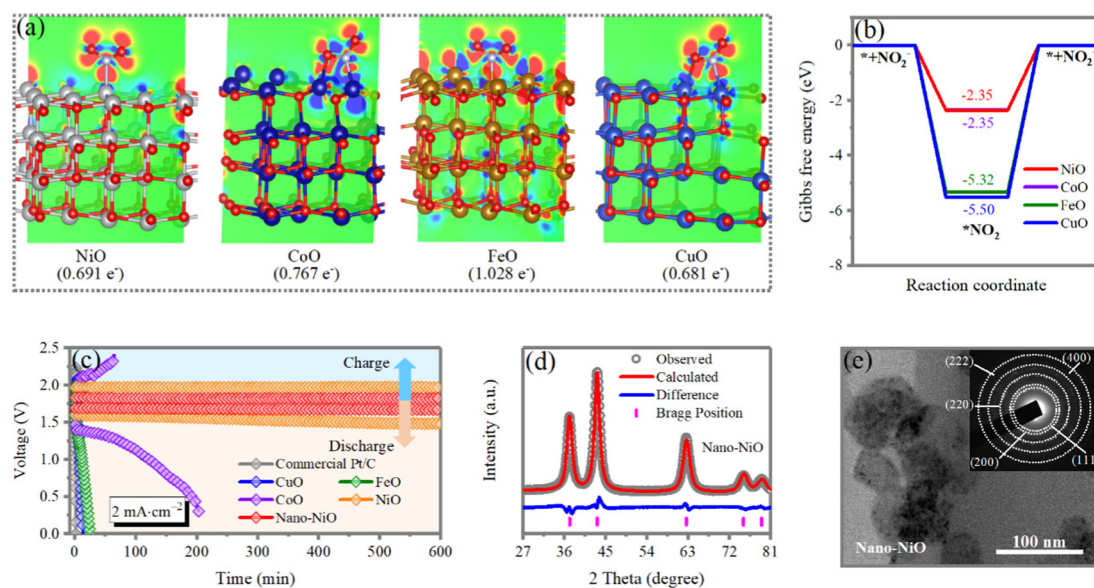 (a)
NiO
(0.691 e⁻)
CoO
(0.767 e⁻)
FeO
(1.028 e⁻)
CuO
(0.681 e⁻)
(b)
Gibbs free energy (eV)
0
-2
-4
-6
-8
*+NO₂⁻
*+NO₂⁻
-2.35
-2.35
-5.32
-5.50
*NO₂
NiO
CoO
FeO
CuO
Reaction coordinate
(c)
Voltage (V)
2.5
2.0
1.5
1.0
0.5
0.0
Charge
Discharge
Commercial Pt/C
CuO
FeO
CoO
NiO
Nano-NiO
2 mA·cm⁻²
0
100
200
300
400
500
600
Time (min)
(d)
Intensity (a.u.)
Observed
Calculated
Difference
Bragg Position
Nano-NiO
27
36
45
54
63
72
81
2 Theta (degree)
(e)
(222)
(400)
(220)
(200)
(111
Nano-NiO
100 nm